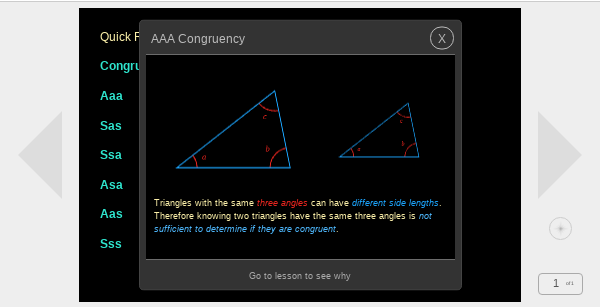 Quick F
AAA Congruency
X
Congru
Aaa
Sas
Ssa
Asa
Aas
Sss
c
a
b
c
a
b
Triangles with the same three angles can have different side lengths.
Therefore knowing two triangles have the same three angles is not
sufficient to determine if they are congruent.
Go to lesson to see why
1 of 1